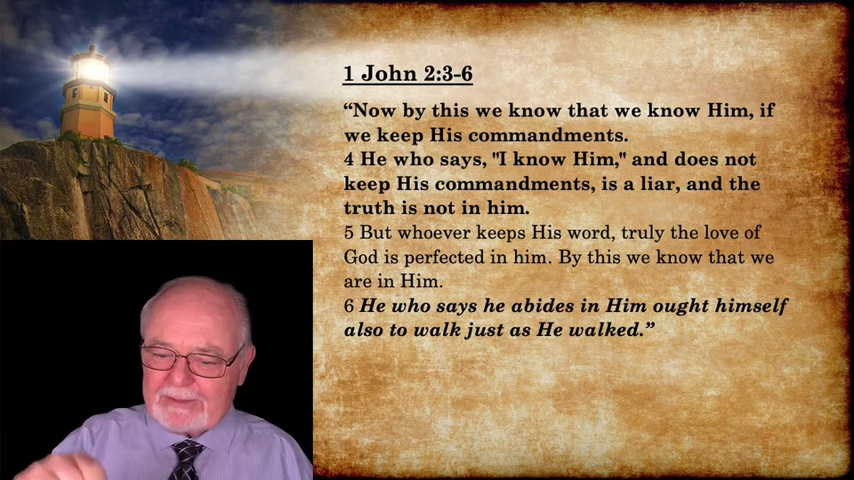 1 John 2:3-6
“Now by this we know that we know Him, if
we keep His commandments.
4 He who says, "I know Him," and does not
keep His commandments, is a liar, and the
truth is not in him.
5 But whoever keeps His word, truly the love of
God is perfected in him. By this we know that we
are in Him.
6 He who says he abides in Him ought himself
also to walk just as He walked.”